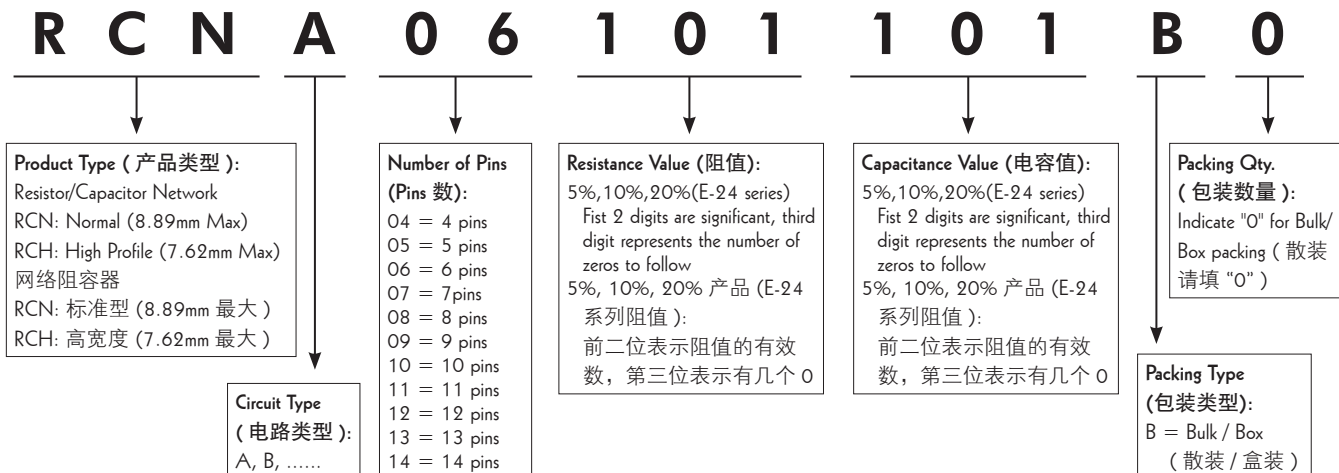 R C N A 0 6 1 0 1 1 0 1 B 0
Product Type ( 产品类型 ):
Resistor/Capacitor Network
RCN: Normal (8.89mm Max)
RCH: High Profile (7.62mm Max)
网络阻容器
RCN: 标准型 (8.89mm 最大 )
RCH: 高宽度 (7.62mm 最大 )
Circuit Type
( 电路类型 ):
A, B, ......
Number of Pins
(Pins 数):
04 = 4 pins
05 = 5 pins
06 = 6 pins
07 = 7pins
08 = 8 pins
09 = 9 pins
10 = 10 pins
11 = 11 pins
12 = 12 pins
13 = 13 pins
14 = 14 pins
Resistance Value (阻值):
5%,10%,20%(E-24 series)
Fist 2 digits are significant, third
digit represents the number of
zeros to follow
5%, 10%, 20% 产品 (E-24
系列阻值 ):
前二位表示阻值的有效
数，第三位表示有几个 0
Capacitance Value (电容值):
5%,10%,20%(E-24 series)
Fist 2 digits are significant, third
digit represents the number of
zeros to follow
5%, 10%, 20% 产品 (E-24
系列阻值 ):
前二位表示阻值的有效
数，第三位表示有几个 0
Packing Qty.
( 包装数量 ):
Indicate "0" for Bulk/
Box packing ( 散装
请填 “0” )
Packing Type
(包装类型):
B = Bulk / Box
( 散装 / 盒装 )